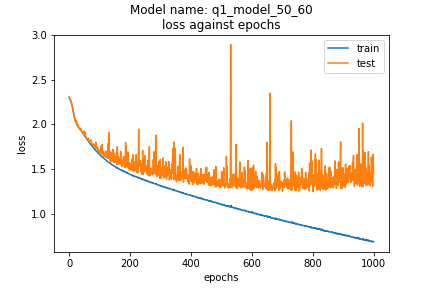 Model name: q1_model_50_60
loss against epochs
train
test
loss
3.0
2.5
2.0
1.5
1.0
0
200
400
600
800
1000
epochs